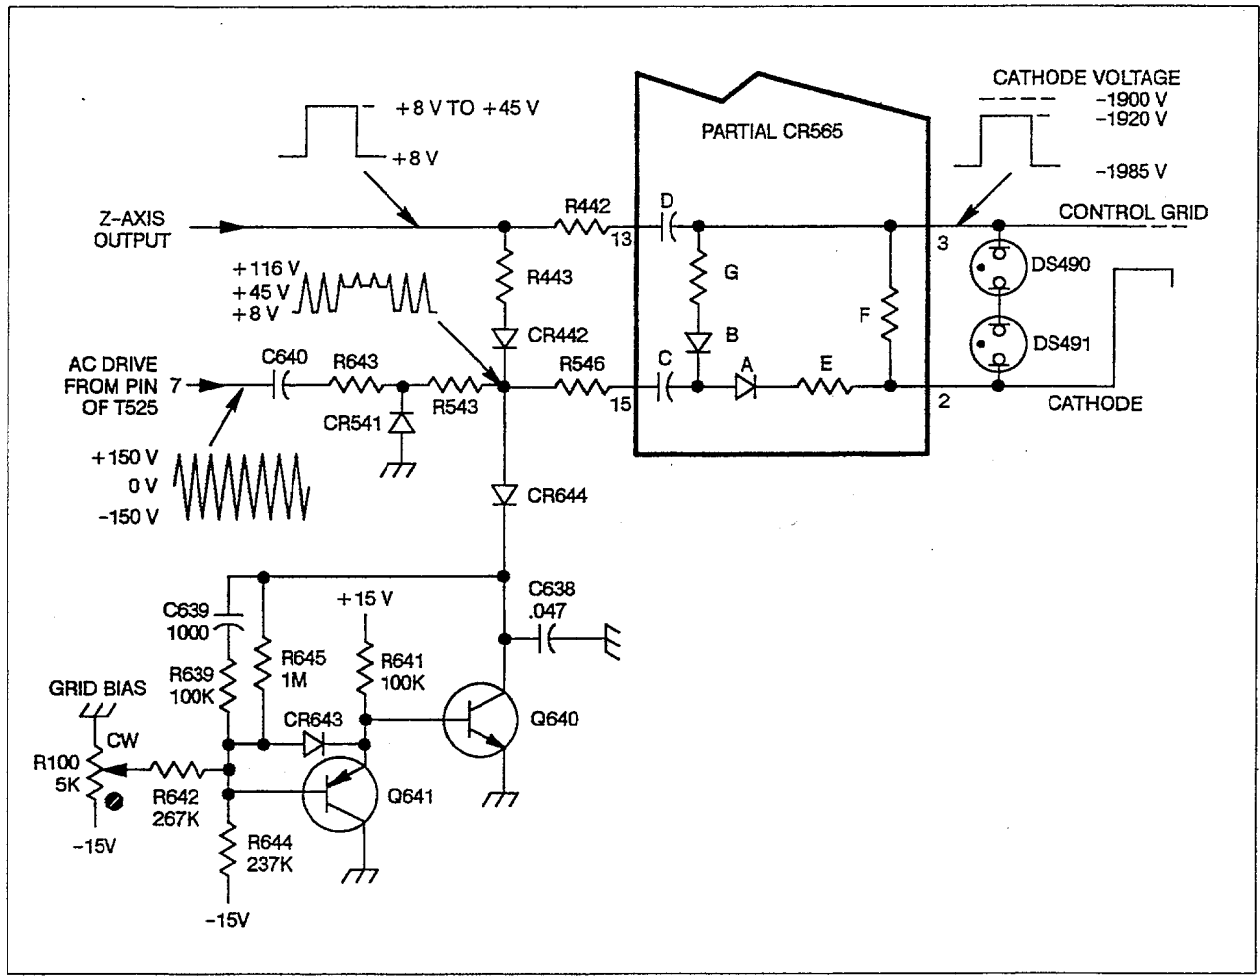 CATHODE VOLTAGE
-1900 V
-1920 V
-1985 V
+8 V TO +45 V
+8 V
PARTIAL CR565
Z-AXIS
OUTPUT
R442
13
D
3
CONTROL GRID
+116 V
+45 V
+8 V
R443
CR442
G
B
F
DS490
DS491
AC DRIVE
FROM PIN 7
OF T525
C640
R643
R543
CR541
R546
15
C
A
E
2
CATHODE
+150 V
0 V
-150 V
CR644
C639
1000
R639
100K
R645
1M
+15 V
R641
100K
C638
.047
GRID BIAS
CW
R100
5K
-15V
R642
267K
CR643
Q640
Q641
R644
237K
-15V